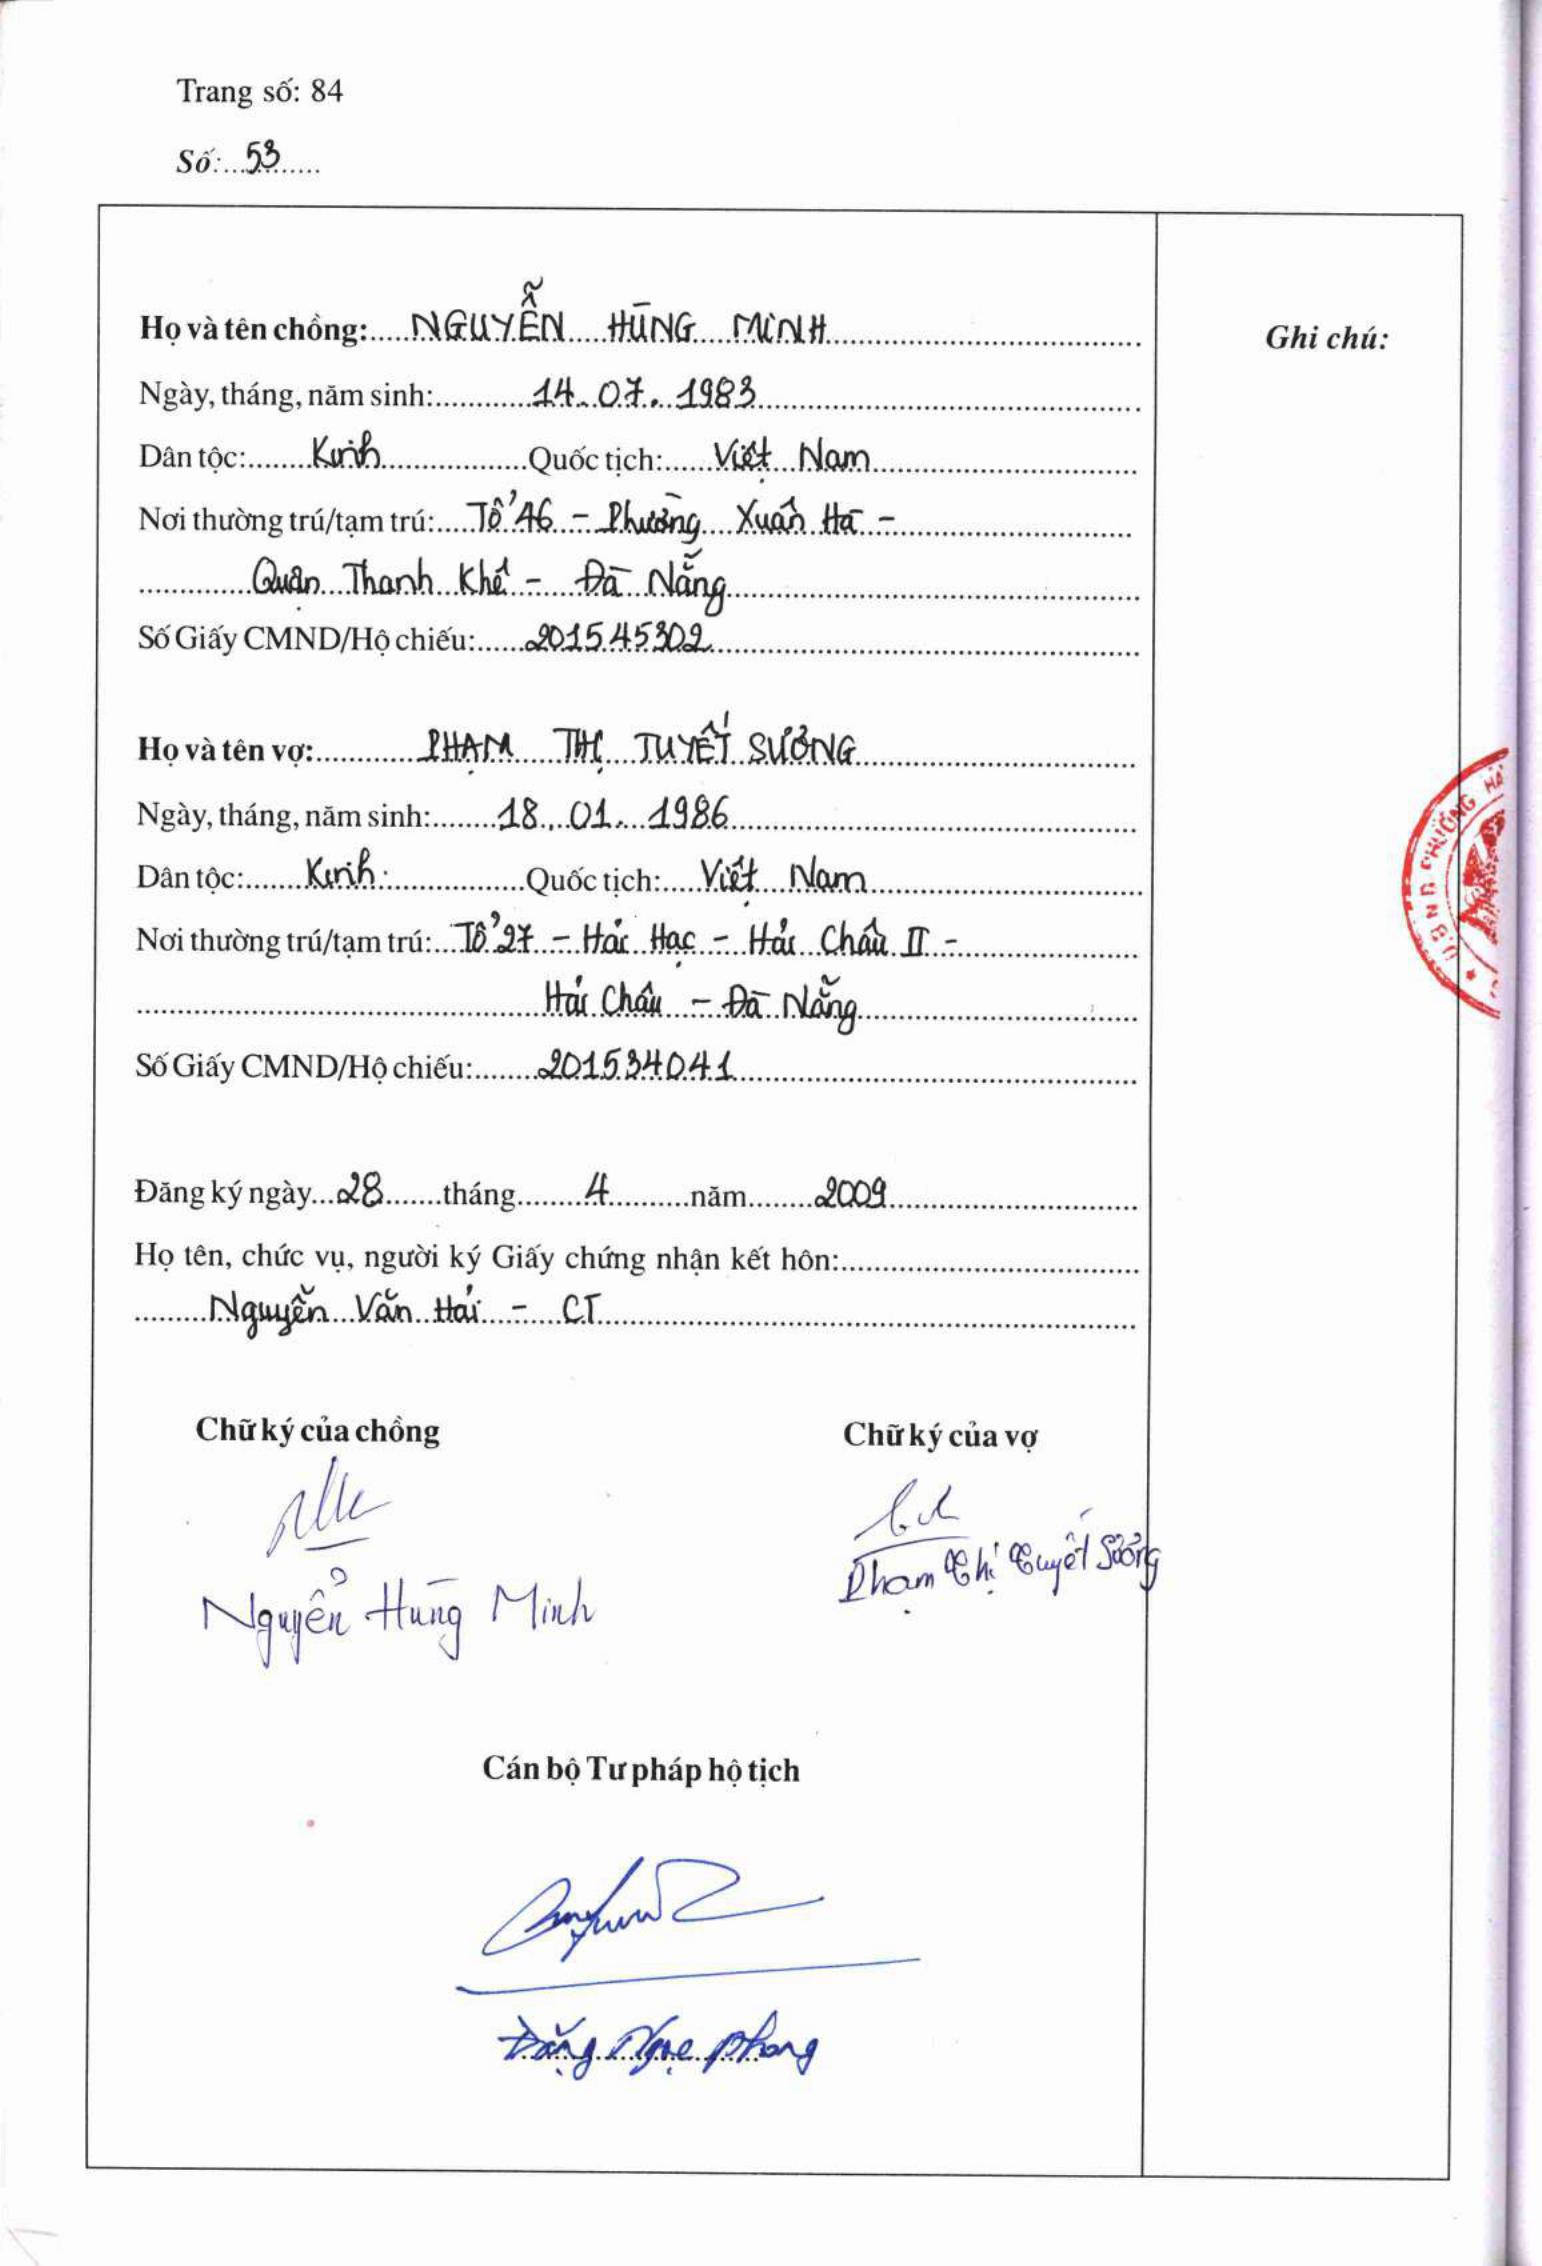 Trang số: 84
Số: 53
Họ và tên chồng: NGUYỄN HÙNG MINH
Ghi chú:
Ngày, tháng, năm sinh: 14. 07. 1983
Dân tộc: Kinh Quốc tịch: Việt Nam
Nơi thường trú/tạm trú: Tổ 46 - Phường Xuân Hà -
Quận Thanh Khê - Đà Nẵng
Số Giấy CMND/Hộ chiếu: 201545302
Họ và tên vợ: PHẠM THỊ TUYẾT SƯƠNG
Ngày, tháng, năm sinh: 18. 01. 1986
Dân tộc: Kinh Quốc tịch: Việt Nam
Nơi thường trú/tạm trú: Tổ 27 - Hải Hạc - Hải Châu II -
Hải Châu - Đà Nẵng
Số Giấy CMND/Hộ chiếu: 201534041
Đăng ký ngày 28 tháng 4 năm 2009
Họ tên, chức vụ, người ký Giấy chứng nhận kết hôn:
Nguyễn Văn Hải - CT
Chữ ký của chồng Chữ ký của vợ
Nguyễn Hùng Minh Phạm Thị Tuyết Sương
Cán bộ Tư pháp hộ tịch
Đặng Ngọc Phong
U.B.N.D PHƯỜNG HẢ